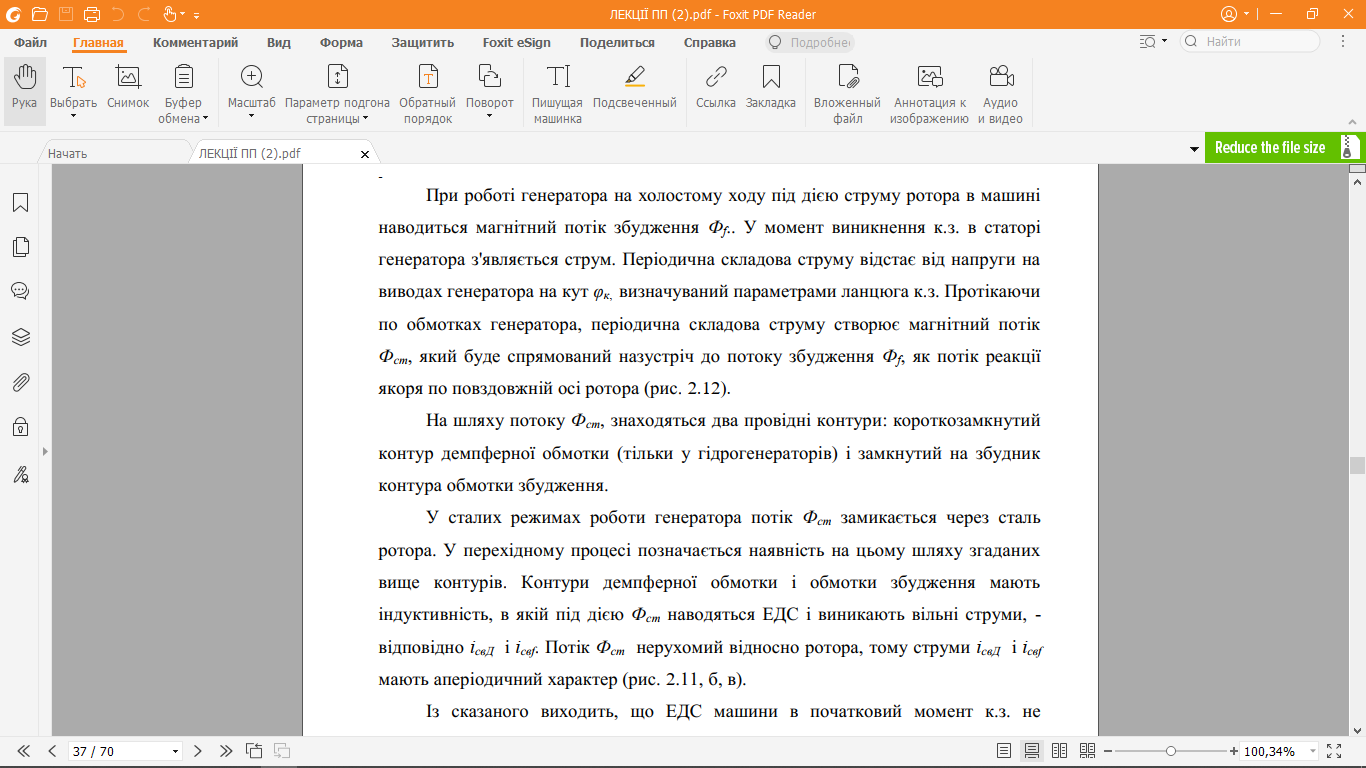 ЛЕКЦІЇ ПП (2).pdf - Foxit PDF Reader
Файл Главная Комментарий Вид Форма Защитить Foxit eSign Поделиться Справка Подробнее Найти
Рука Выбрать Снимок Буфер обмена Масштаб Параметр подгона страницы Обратный порядок Поворот Пишущая машинка Подсвеченный Ссылка Закладка Вложенный файл Аннотация к изображению Аудио и видео
Начать ЛЕКЦІЇ ПП (2).pdf Reduce the file size
-
При роботі генератора на холостому ходу під дією струму ротора в машині
наводиться магнітний потік збудження Фf.. У момент виникнення к.з. в статорі
генератора з'являється струм. Періодична складова струму відстає від напруги на
виводах генератора на кут φк, визначуваний параметрами ланцюга к.з. Протікаючи
по обмотках генератора, періодична складова струму створює магнітний потік
Фст, який буде спрямований назустріч до потоку збудження Фf, як потік реакції
якоря по повздовжній осі ротора (рис. 2.12).
На шляху потоку Фст, знаходяться два провідні контури: короткозамкнутий
контур демпферної обмотки (тільки у гідрогенераторів) і замкнутий на збудник
контура обмотки збудження.
У сталих режимах роботи генератора потік Фст замикається через сталь
ротора. У перехідному процесі позначається наявність на цьому шляху згаданих
вище контурів. Контури демпферної обмотки і обмотки збудження мають
індуктивність, в якій під дією Фст наводяться ЕДС і виникають вільні струми, -
відповідно iсвД і iсвf. Потік Фст нерухомий відносно ротора, тому струми iсвД і iсвf
мають аперіодичний характер (рис. 2.11, б, в).
Із сказаного виходить, що ЕДС машини в початковий момент к.з. не
37 / 70 100,34%